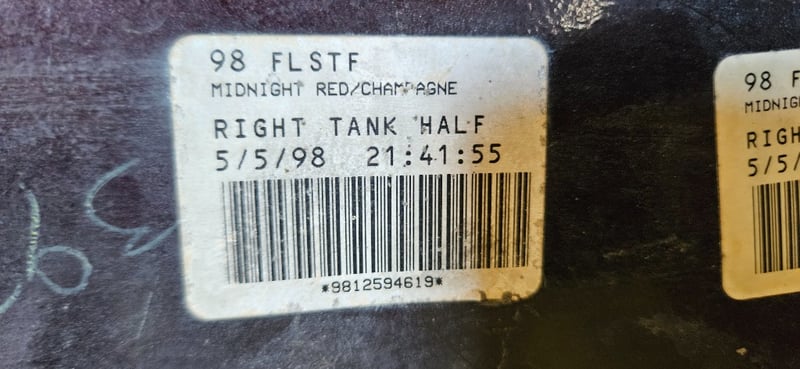 98 FLSTF
MIDNIGHT RED/CHAMPAGNE
RIGHT TANK HALF
5/5/98 21:41:55
*9812594619*
98 F
MIDNIGH
RIGH
5/5/